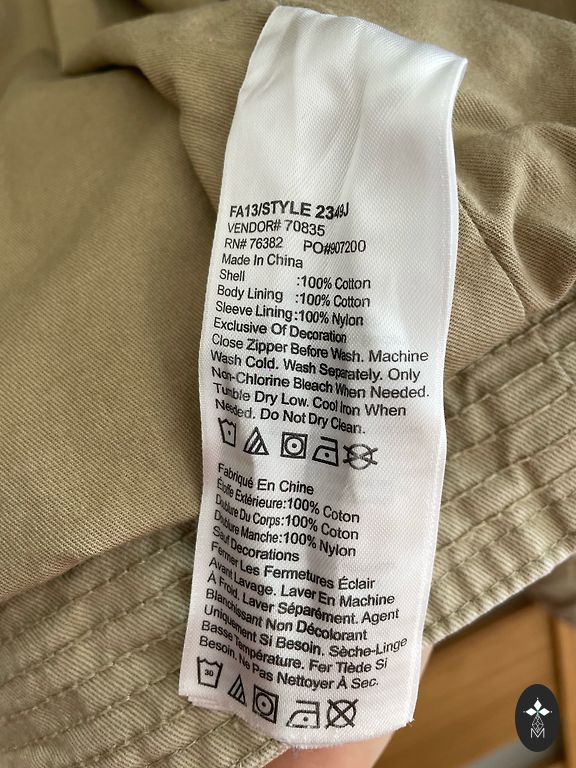 FA13/STYLE 2349J
VENDOR# 70835
RN# 76382 PO#907200
Made In China
Shell :100% Cotton
Body Lining :100% Cotton
Sleeve Lining:100% Nylon
Exclusive Of Decoration
Close Zipper Before Wash. Machine
Wash Cold. Wash Separately. Only
Non-Chlorine Bleach When Needed.
Tumble Dry Low. Cool Iron When
Needed. Do Not Dry Clean.
Fabriqué En Chine
Étoffe Extérieure:100% Coton
Doublure Du Corps:100% Coton
Doublure Manche:100% Nylon
Sauf Decorations
Fermer Les Fermetures Éclair
Avant Lavage. Laver En Machine
À Froid. Laver Séparément. Agent
Blanchissant Non Décolorant
Uniquement Si Besoin. Sèche-Linge
Basse Température. Fer Tiède Si
Besoin. Ne Pas Nettoyer À Sec.
30
M